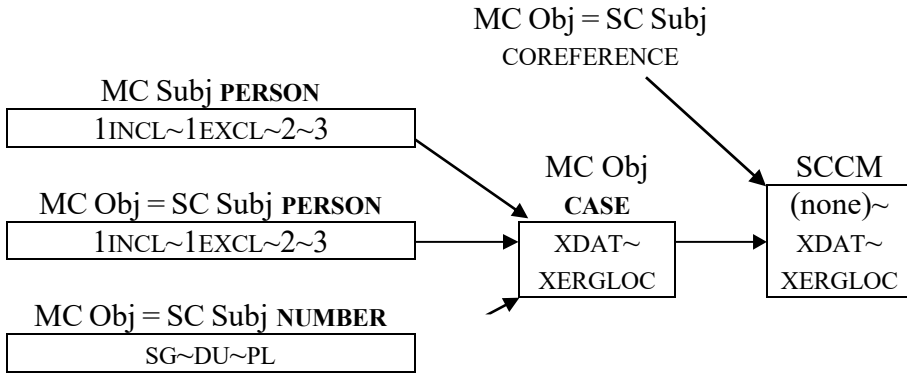 MC Obj = SC Subj
COREFERENCE
MC Subj PERSON
1INCL~1EXCL~2~3
MC Obj = SC Subj PERSON
1INCL~1EXCL~2~3
MC Obj = SC Subj NUMBER
SG~DU~PL
MC Obj
CASE
XDAT~
XERGLOC
SCCM
(none)~
XDAT~
XERGLOC